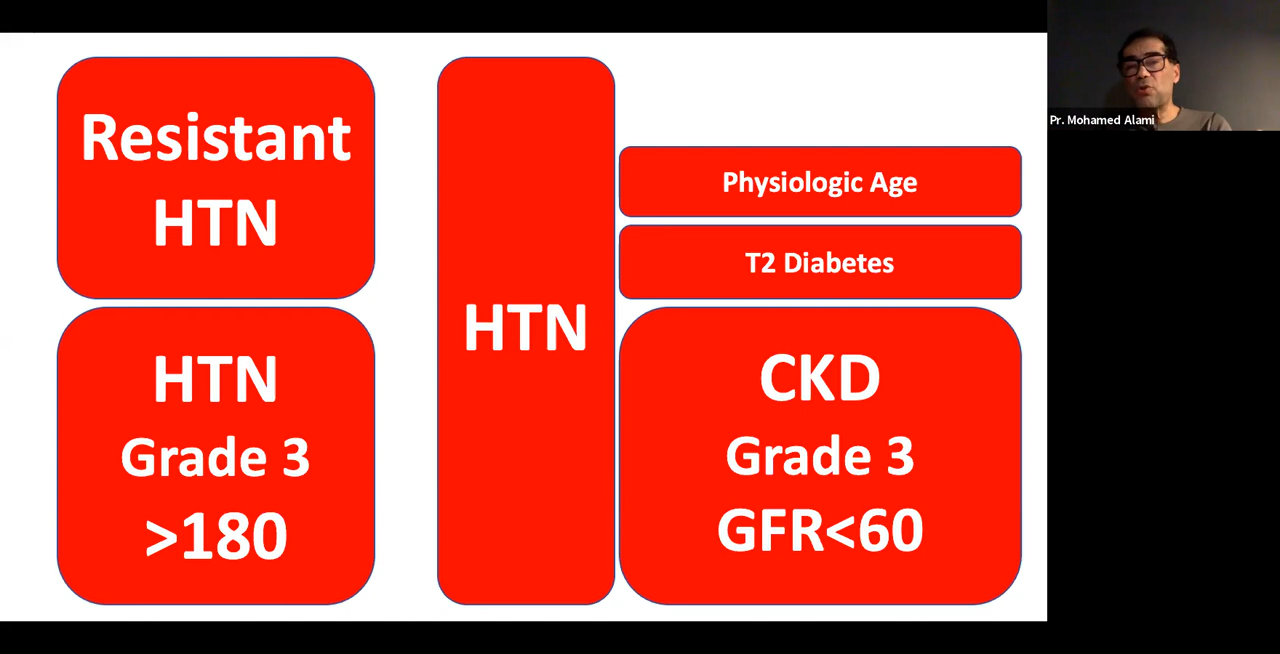 Resistant
HTN
HTN
Grade 3
>180
HTN
Physiologic Age
T2 Diabetes
CKD
Grade 3
GFR<60
Pr. Mohamed Alami